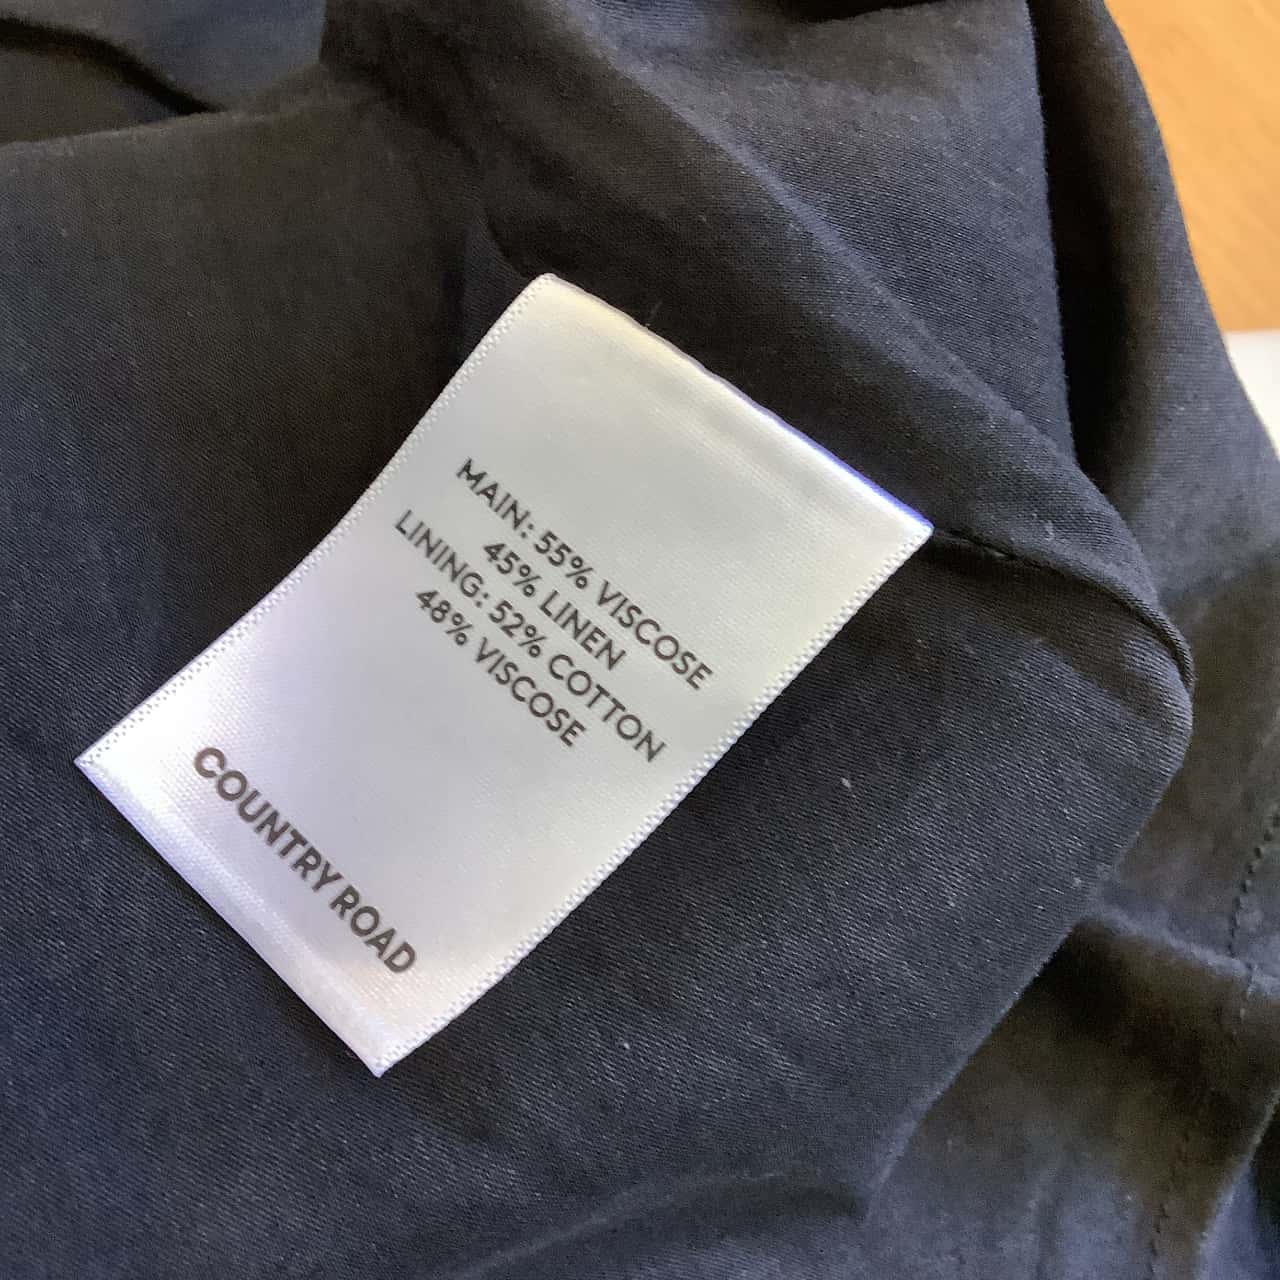 MAIN: 55% VISCOSE
45% LINEN
LINING: 52% COTTON
48% VISCOSE
COUNTRY ROAD